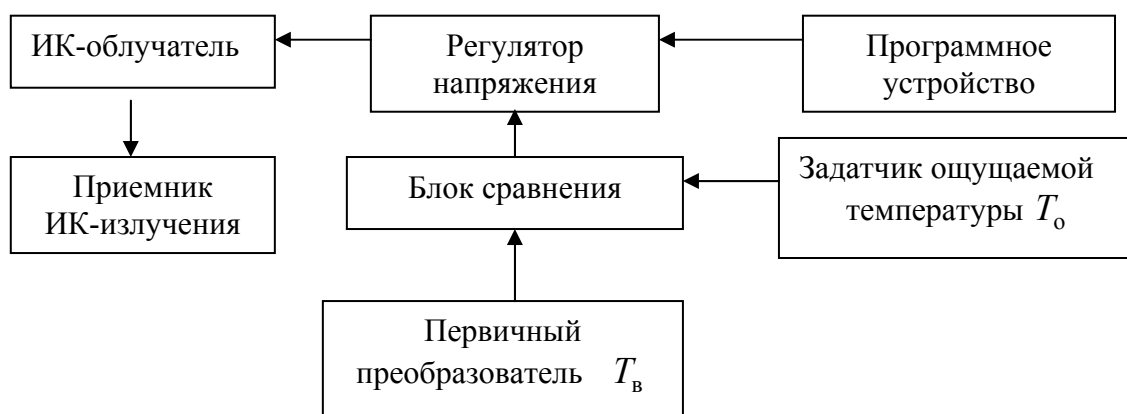 ИК-облучатель
Регулятор
напряжения
Программное
устройство
Приемник
ИК-излучения
Блок сравнения
Задатчик ощущаемой
температуры Tо
Первичный
преобразователь Tв